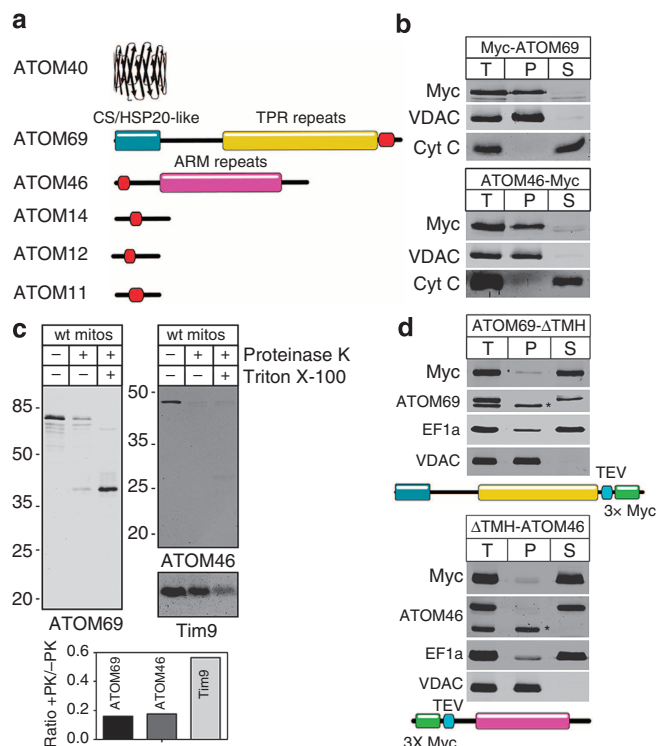 a
ATOM40
CS/HSP20-like TPR repeats
ATOM69
ARM repeats
ATOM46
ATOM14
ATOM12
ATOM11
b
Myc-ATOM69
T P S
Myc
VDAC
Cyt C
ATOM46-Myc
T P S
Myc
VDAC
Cyt C
c
wt mitos wt mitos
– + + – + + Proteinase K
+ + Triton X-100
85-
50-
35-
25-
20-
ATOM69
50-
35-
25-
20-
ATOM46
Tim9
Ratio +PK/–PK
0.6
0.4
0.2
0.0
ATOM69
ATOM46
Tim9
d
ATOM69-ΔTMH
T P S
Myc
ATOM69 *
EF1a
VDAC
TEV
3× Myc
ΔTMH-ATOM46
T P S
Myc
ATOM46 *
EF1a
VDAC
TEV
3X Myc